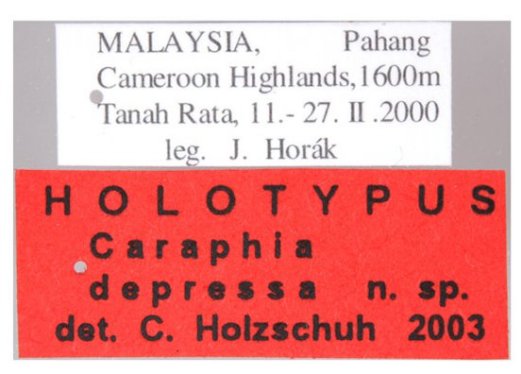 MALAYSIA, Pahang
Cameroon Highlands,1600m
Tanah Rata, 11.- 27. II .2000
leg. J. Horák
HOLOTYPUS
Caraphia
depressa n. sp.
det. C. Holzschuh 2003